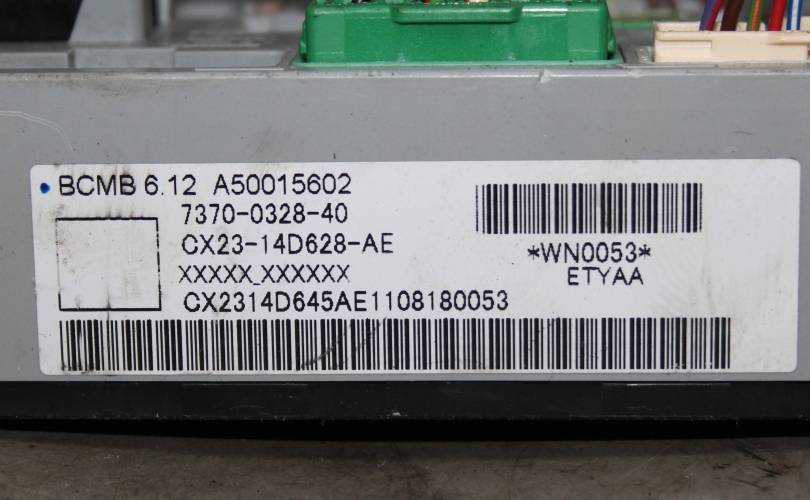 BCMB 6.12 A50015602
7370-0328-40
CX23-14D628-AE
XXXXX_XXXXXX
CX2314D645AE1108180053
*WN0053*
ETYAA